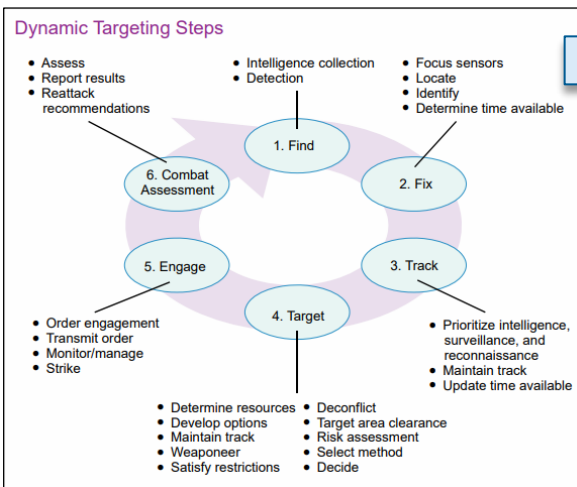 Dynamic Targeting Steps
• Assess
• Report results
• Reattack
recommendations
• Intelligence collection
• Detection
• Focus sensors
• Locate
• Identify
• Determine time available
1. Find
6. Combat
Assessment
2. Fix
5. Engage
3. Track
4. Target
• Order engagement
• Transmit order
• Monitor/manage
• Strike
• Prioritize intelligence,
surveillance, and
reconnaissance
• Maintain track
• Update time available
• Determine resources
• Develop options
• Maintain track
• Weaponeer
• Satisfy restrictions
• Deconflict
• Target area clearance
• Risk assessment
• Select method
• Decide